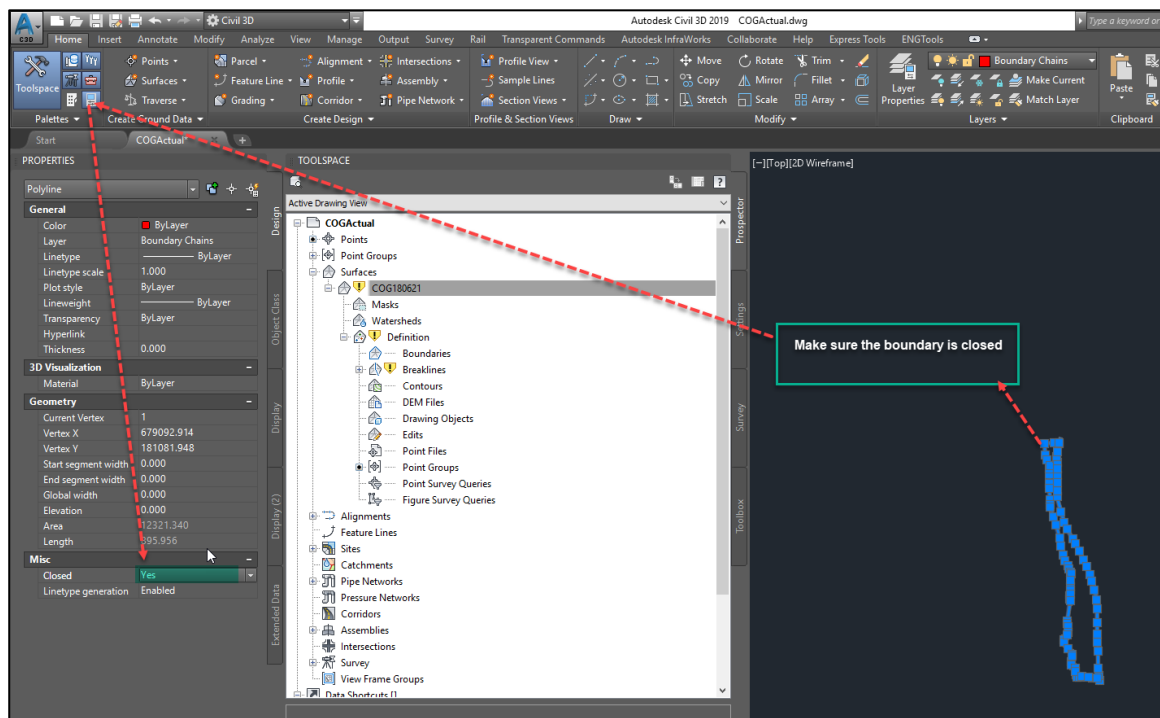 Civil 3D
Autodesk Civil 3D 2019 COGActual.dwg
Type a keyword or
C3D
Home Insert Annotate Modify Analyze View Manage Output Survey Rail Transparent Commands Autodesk InfraWorks Collaborate Help Express Tools ENGTools
Toolspace
Points
Surfaces
Traverse
Parcel
Feature Line
Grading
Alignment
Profile
Corridor
Intersections
Assembly
Pipe Network
Profile View
Sample Lines
Section Views
Move
Copy
Stretch
Rotate
Mirror
Scale
Trim
Fillet
Array
Layer
Properties
Boundary Chains
Make Current
Match Layer
Paste
Palettes
Create Ground Data
Create Design
Profile & Section Views
Draw
Modify
Layers
Clipboard
Start
COGActual*
PROPERTIES
Polyline
General
Color ByLayer
Layer Boundary Chains
Linetype ByLayer
Linetype scale 1.000
Plot style ByLayer
Lineweight ByLayer
Transparency ByLayer
Hyperlink
Thickness 0.000
3D Visualization
Material ByLayer
Geometry
Current Vertex 1
Vertex X 679092.914
Vertex Y 181081.948
Start segment width 0.000
End segment width 0.000
Global width 0.000
Elevation 0.000
Area 12321.340
Length 895.956
Misc
Closed Yes
Linetype generation Enabled
Design
Object Class
Display
Display (2)
Extended Data
TOOLSPACE
Active Drawing View
COGActual
Points
Point Groups
Surfaces
COG180621
Masks
Watersheds
Definition
Boundaries
Breaklines
Contours
DEM Files
Drawing Objects
Edits
Point Files
Point Groups
Point Survey Queries
Figure Survey Queries
Alignments
Feature Lines
Sites
Catchments
Pipe Networks
Pressure Networks
Corridors
Assemblies
Intersections
Survey
View Frame Groups
Data Shortcuts []
Prospector
Settings
Survey
Toolbox
[−][Top][2D Wireframe]
Make sure the boundary is closed